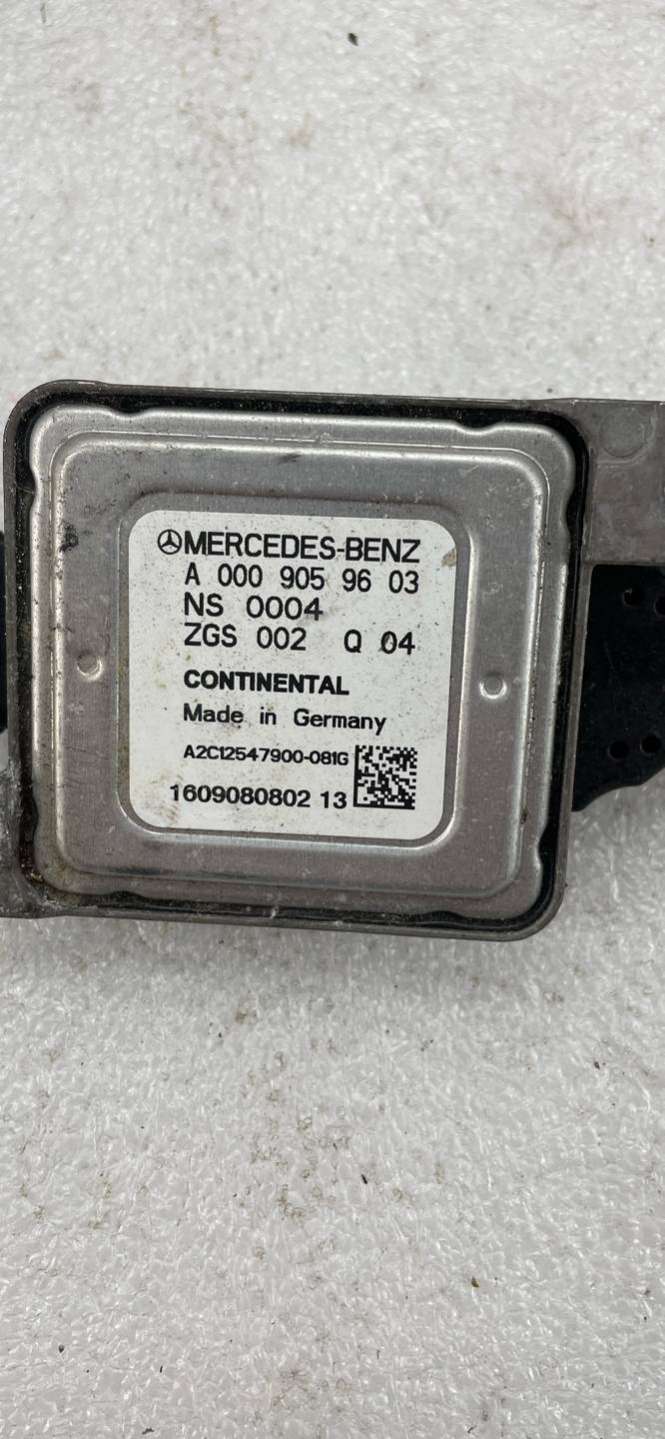 MERCEDES-BENZ
A 000 905 96 03
NS 0004
ZGS 002 Q 04
CONTINENTAL
Made in Germany
A2C12547900-081G
1609080802 13